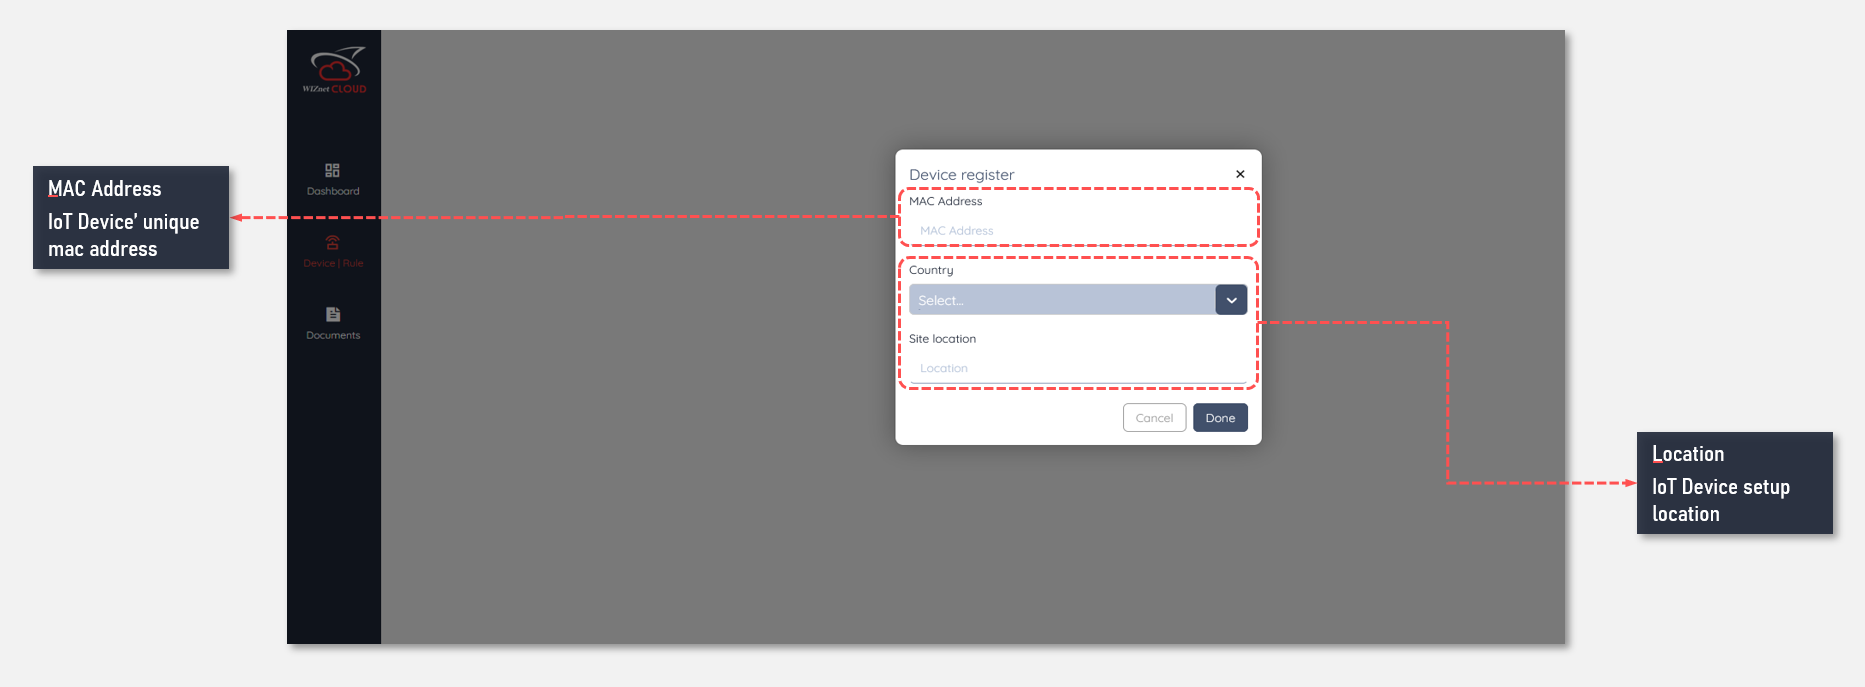 WIZnet CLOUD
Dashboard
Device | Rule
Documents
MAC Address
IoT Device’ unique
mac address
Device register
MAC Address
MAC Address
Country
Select...
Site location
Location
Cancel
Done
Location
IoT Device setup
location